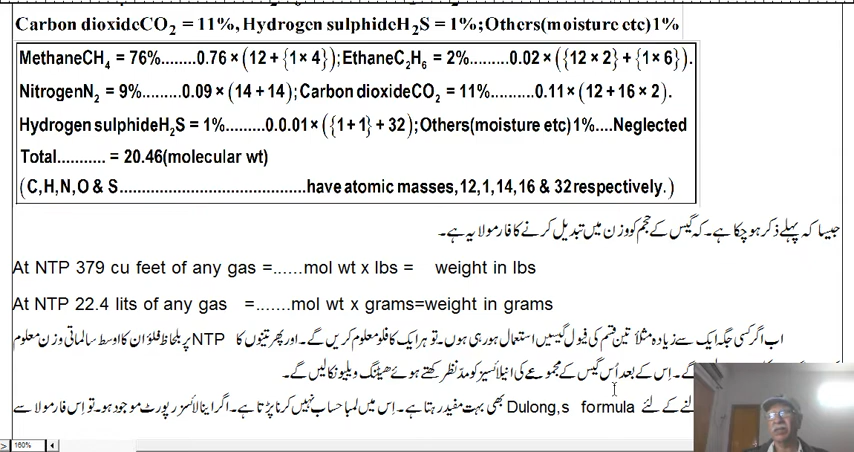 Carbon dioxideCO2 = 11%, Hydrogen sulphideH2S = 1%; Others(moisture etc)1%
MethaneCH4 = 76%........0.76 × (12 + {1 × 4}); EthaneC2H6 = 2%.........0.02 × ({12 × 2} + {1 × 6}).
NitrogenN2 = 9%.........0.09 × (14 + 14); Carbon dioxideCO2 = 11%..........0.11 × (12 + 16 × 2).
Hydrogen sulphideH2S = 1%.........0.0.01 × ({1 + 1} + 32); Others(moisture etc)1%....Neglected
Total........... = 20.46(molecular wt)
(C,H,N,O & S..........................................have atomic masses,12,1,14,16 & 32 respectively.)
جیسا کہ پہلے ذکر ہو چکا ہے۔ کہ گیس کے حجم کو وزن میں تبدیل کرنے کا فارمولا یہ ہے۔
At NTP 379 cu feet of any gas =......mol wt x lbs = weight in lbs
At NTP 22.4 lits of any gas =.......mol wt x grams=weight in grams
اب اگر کسی جگہ ایک سے زیادہ مثلاً تین قسم کی فیول گیسیں استعمال ہو رہی ہوں۔ تو ہر ایک کا فلو معلوم کریں گے۔ اور پھر تینوں کا NTP پر بلحاظ فلو ان کا اوسط سالماتی وزن معلوم
گے۔ اِس کے بعد اُس گیس کے مجموعے کی انیلائسیز کو مدّنظر رکھتے ہوئے ھیٹنگ ویلیو نکالیں گے۔
لنے کے لئے Dulong,s formula بھی بہت مفید رہتا ہے۔ اِس میں لمبا حساب نہیں کرنا پڑتا ہے۔ اگر اینالائسز رپورٹ موجود ہو۔ تو اِس فارمولا سے
160%